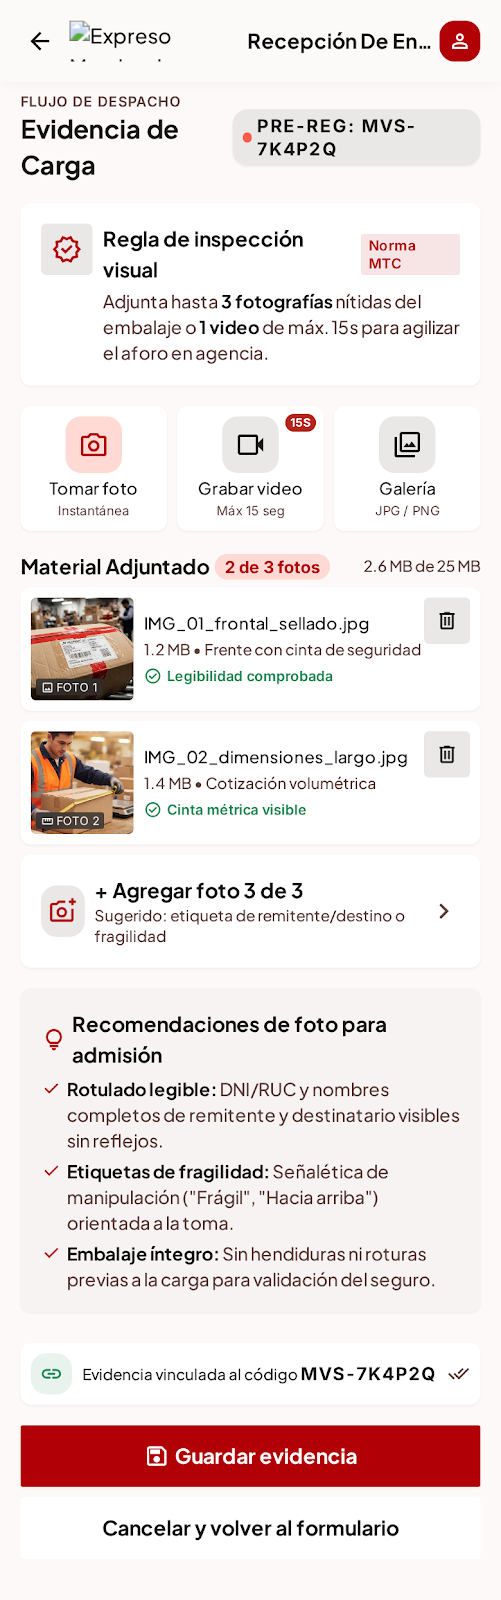 Expreso
Recepción De En...
FLUJO DE DESPACHO
Evidencia de
Carga
PRE-REG: MVS-
7K4P2Q
Regla de inspección
visual
Norma
MTC
Adjunta hasta 3 fotografías nítidas del
embalaje o 1 video de máx. 15s para agilizar
el aforo en agencia.
Tomar foto
Instantánea
15S
Grabar video
Máx 15 seg
Galería
JPG / PNG
Material Adjuntado
2 de 3 fotos
2.6 MB de 25 MB
FOTO 1
IMG_01_frontal_sellado.jpg
1.2 MB • Frente con cinta de seguridad
Legibilidad comprobada
FOTO 2
IMG_02_dimensiones_largo.jpg
1.4 MB • Cotización volumétrica
Cinta métrica visible
+ Agregar foto 3 de 3
Sugerido: etiqueta de remitente/destino o
fragilidad
Recomendaciones de foto para
admisión
Rotulado legible: DNI/RUC y nombres
completos de remitente y destinatario visibles
sin reflejos.
Etiquetas de fragilidad: Señalética de
manipulación ("Frágil", "Hacia arriba")
orientada a la toma.
Embalaje íntegro: Sin hendiduras ni roturas
previas a la carga para validación del seguro.
Evidencia vinculada al código MVS-7K4P2Q
Guardar evidencia
Cancelar y volver al formulario